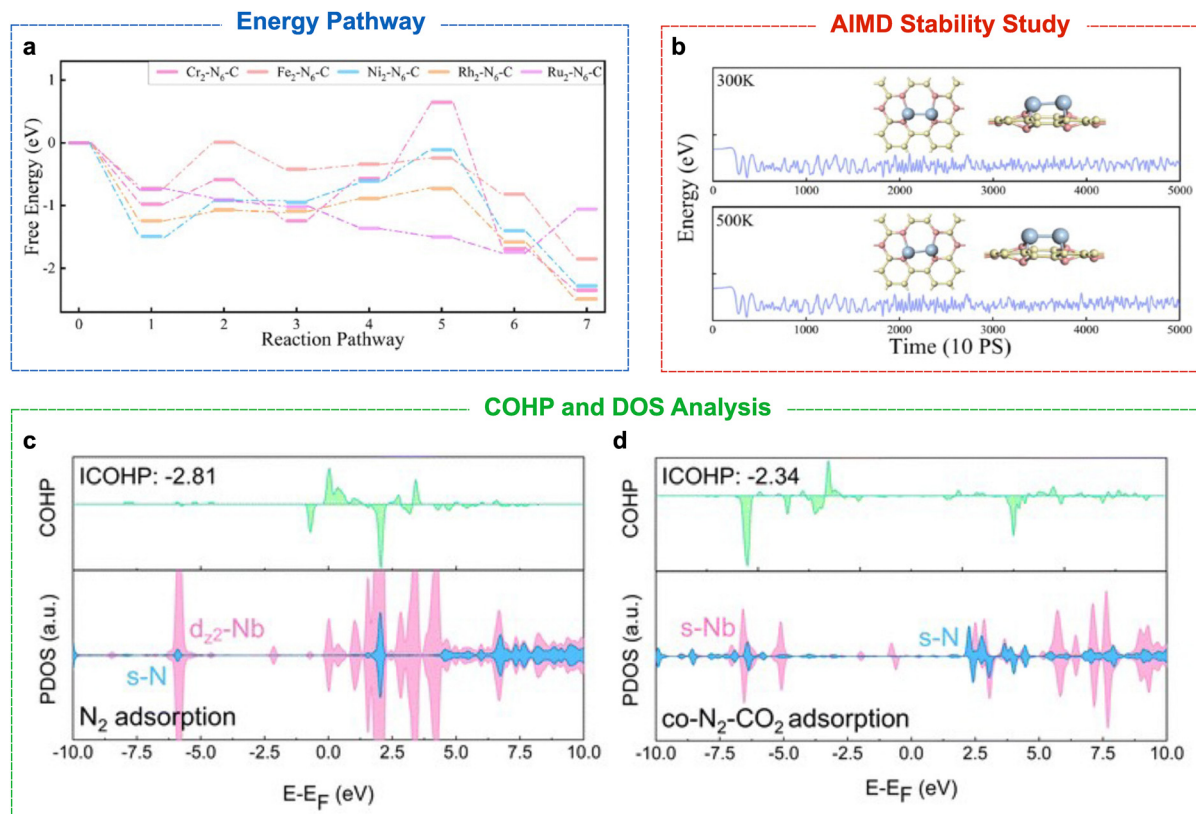 Energy Pathway
a
Cr₂-N₆-C Fe₂-N₆-C Ni₂-N₆-C Rh₂-N₆-C Ru₂-N₆-C
1
0
-1
-2
Free Energy (eV)
0 1 2 3 4 5 6 7
Reaction Pathway
AIMD Stability Study
b
300K
0 1000 2000 3000 4000 5000
500K
0 1000 2000 3000 4000 5000
Energy (eV)
Time (10 PS)
COHP and DOS Analysis
c
ICOHP: -2.81
COHP
PDOS (a.u.)
d_z2-Nb
s-N
N₂ adsorption
-10.0 -7.5 -5.0 -2.5 0.0 2.5 5.0 7.5 10.0
E-E_F (eV)
d
ICOHP: -2.34
COHP
PDOS (a.u.)
s-Nb
s-N
co-N₂-CO₂ adsorption
-10.0 -7.5 -5.0 -2.5 0.0 2.5 5.0 7.5 10.0
E-E_F (eV)